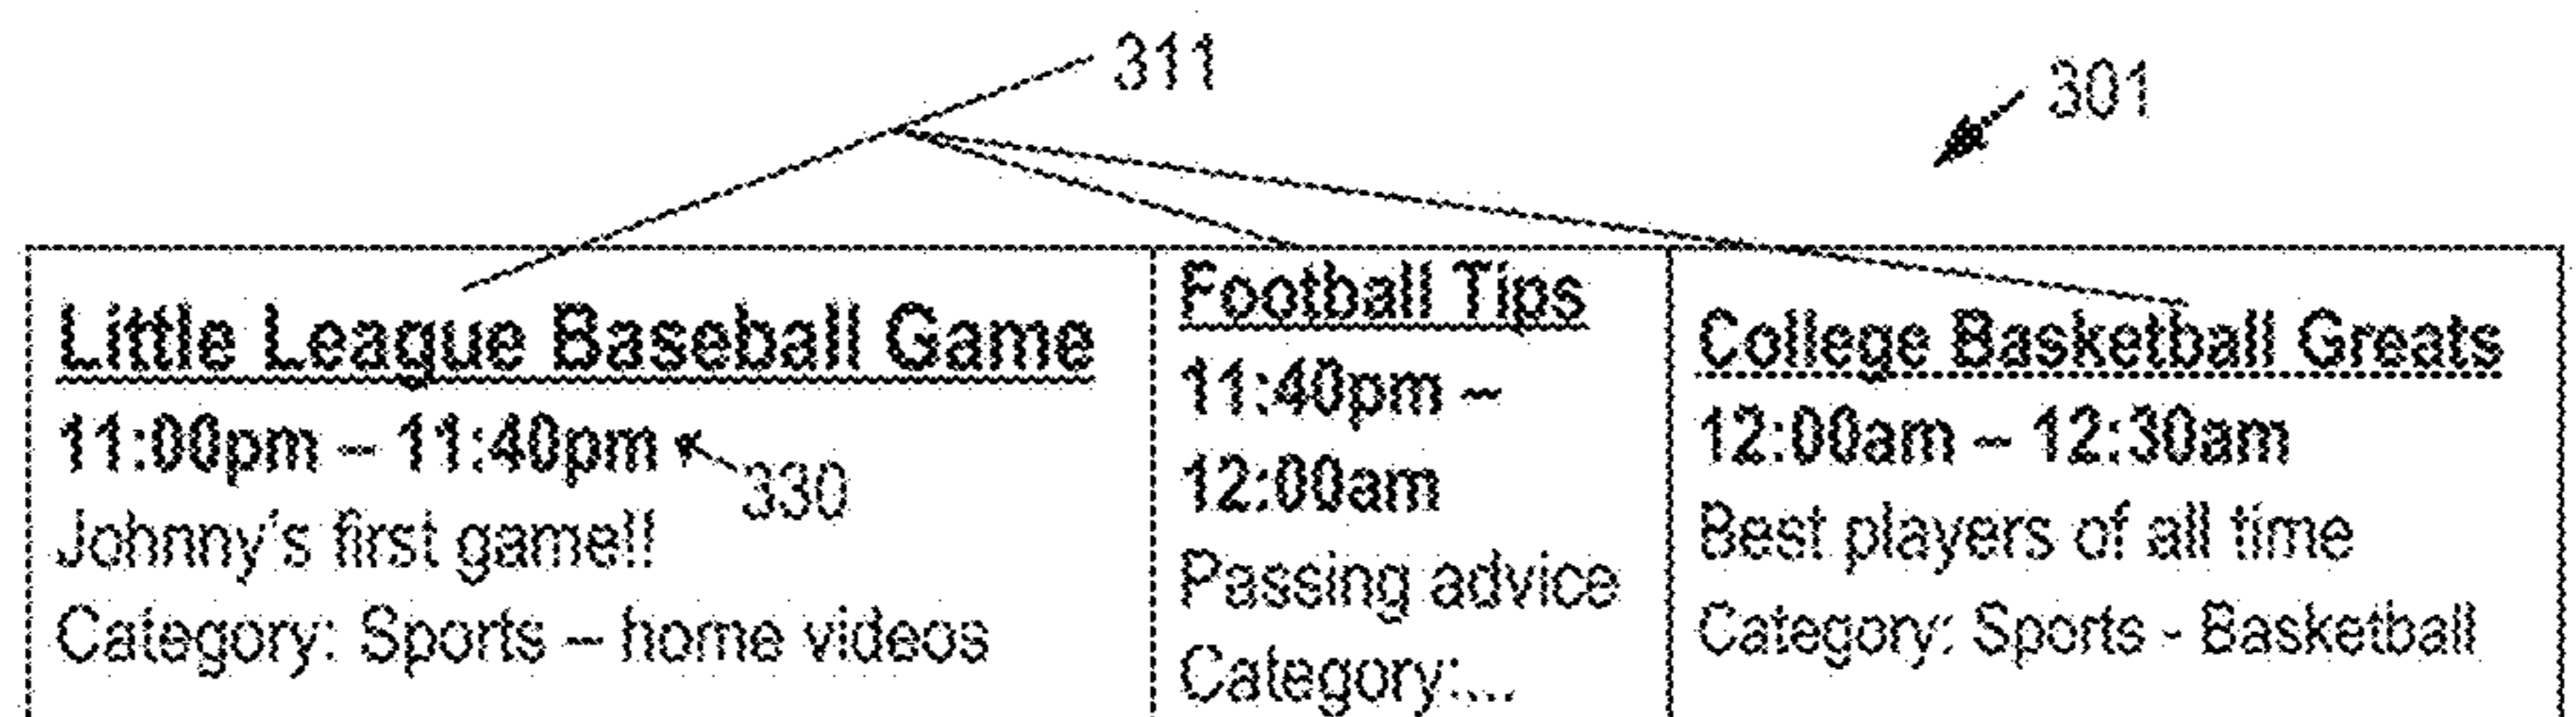 311
301
Little League Baseball Game
11:00pm – 11:40pm
330
Johnny's first game!!
Category: Sports – home videos
Football Tips
11:40pm –
12:00am
Passing advice
Category:...
College Basketball Greats
12:00am – 12:30am
Best players of all time
Category: Sports - Basketball